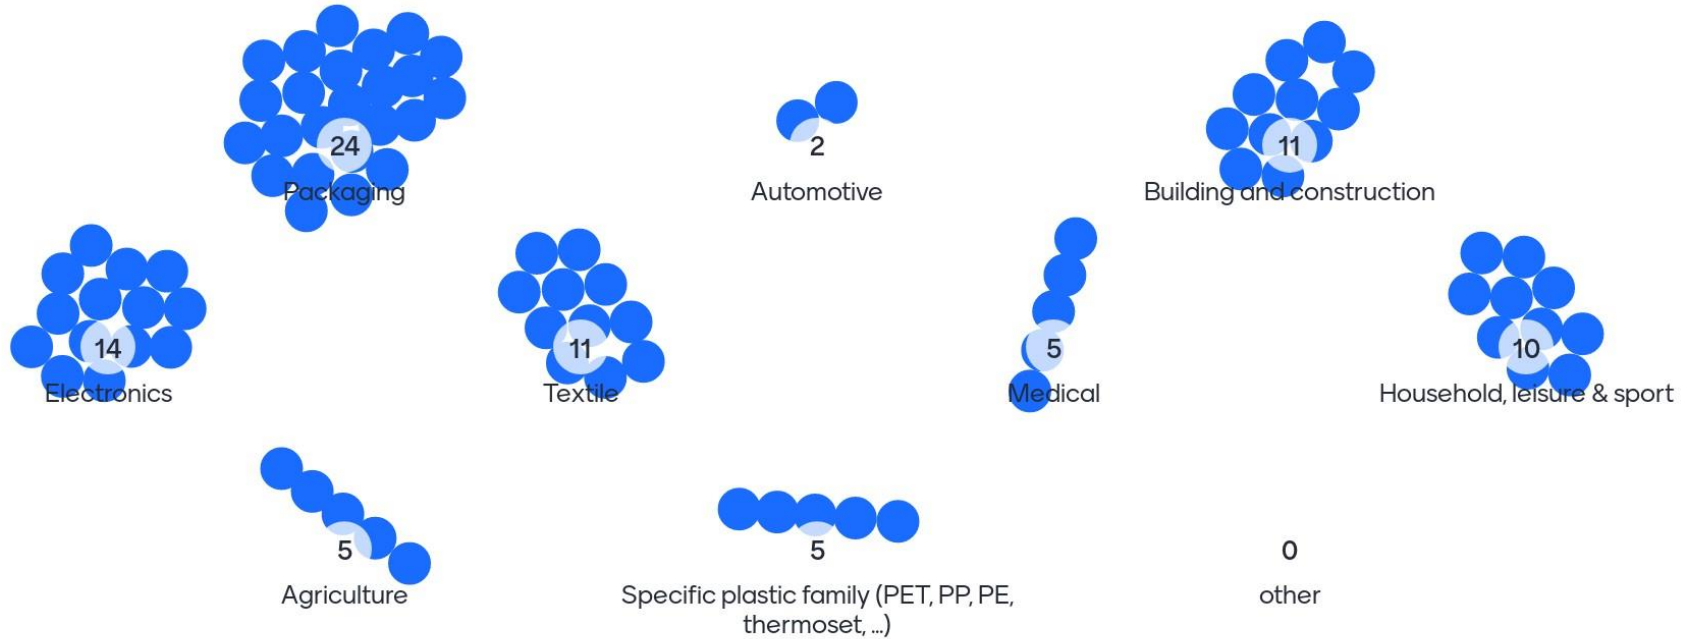 24
Packaging
2
Automotive
11
Building and construction
14
Electronics
11
Textile
5
Medical
10
Household, leisure & sport
5
Agriculture
5
Specific plastic family (PET, PP, PE,
thermoset, ...)
0
other